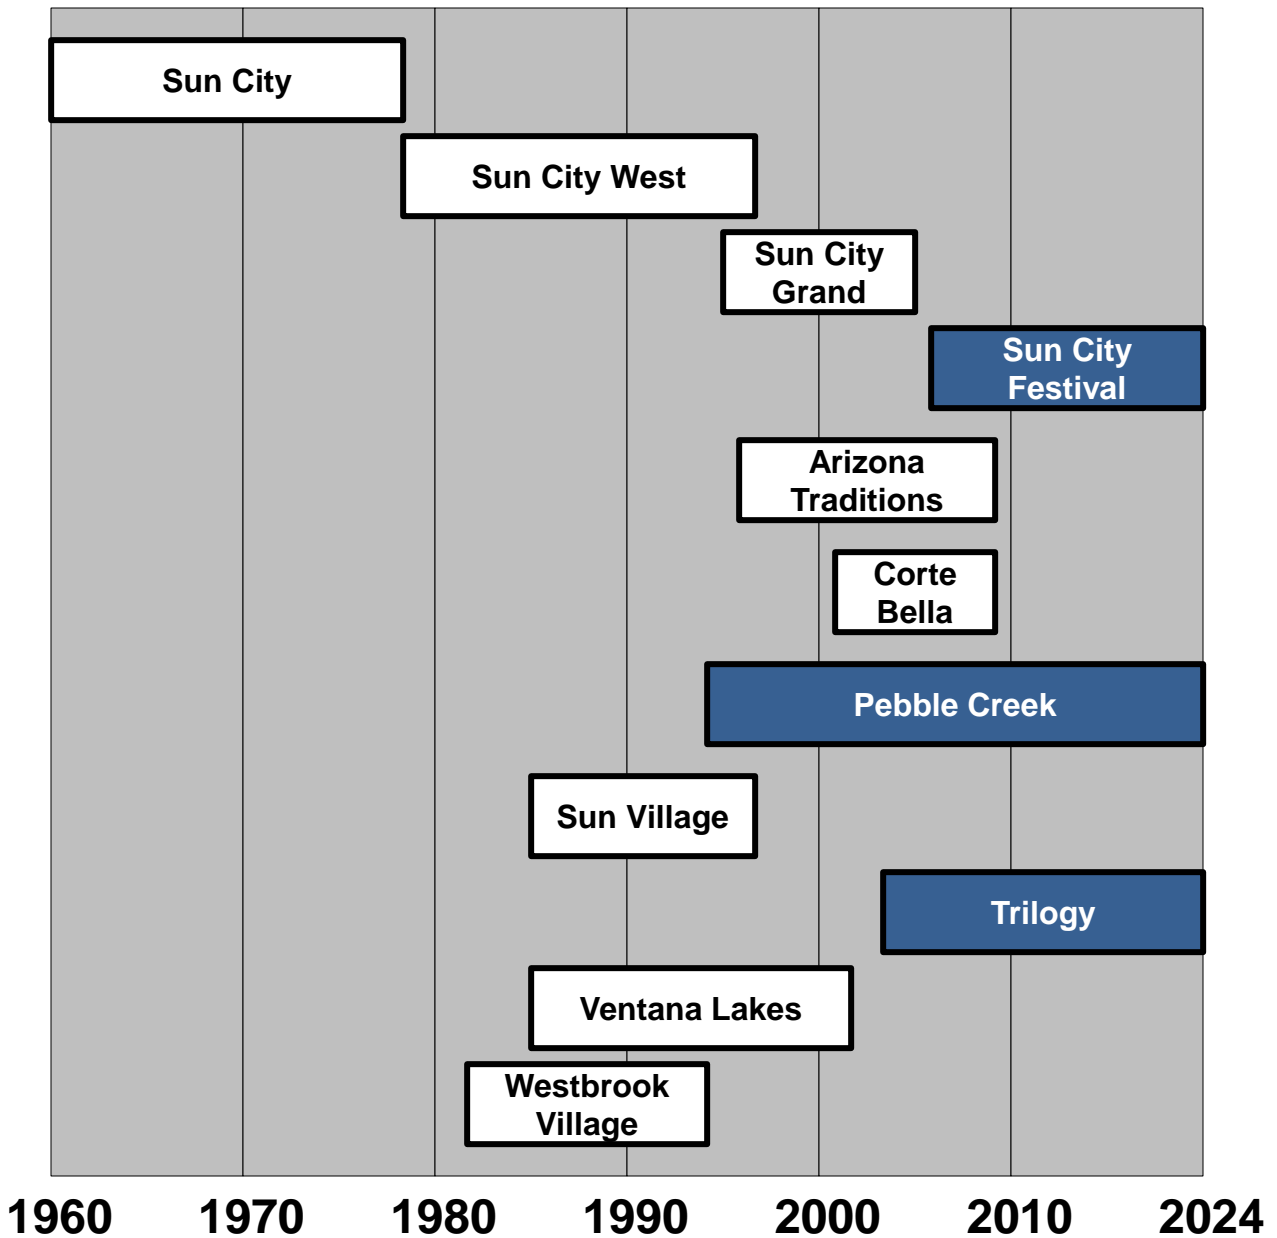 Sun City
Sun City West
Sun City
Grand
Sun City
Festival
Arizona
Traditions
Corte
Bella
Pebble Creek
Sun Village
Trilogy
Ventana Lakes
Westbrook
Village
1960 1970 1980 1990 2000 2010 2024